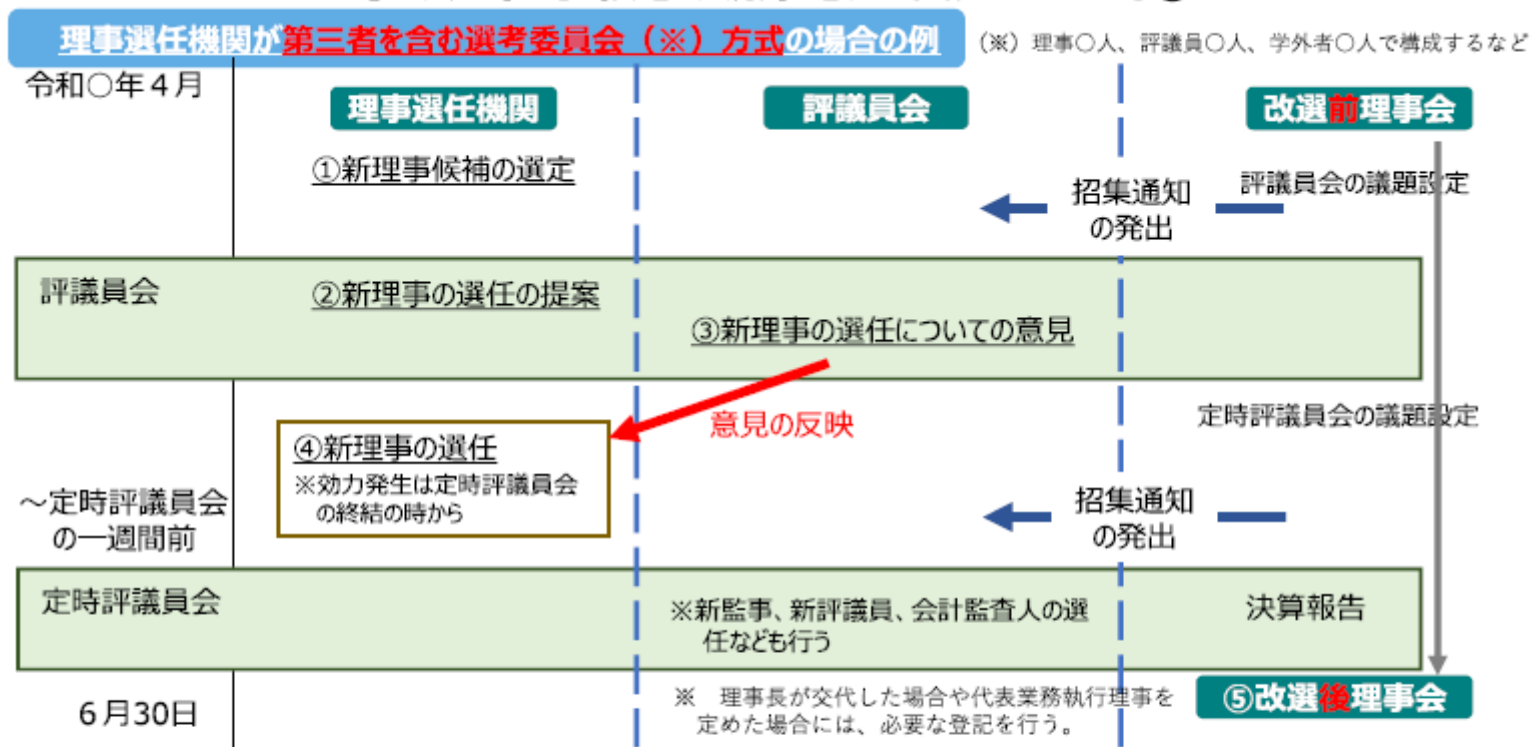 理事選任機関が第三者を含む選考委員会（※）方式の場合の例
（※）理事〇人、評議員〇人、学外者〇人で構成するなど
令和○年４月
理事選任機関
評議員会
改選前理事会
①新理事候補の選定
評議員会の議題設定
招集通知
の発出
評議員会
②新理事の選任の提案
③新理事の選任についての意見
意見の反映
定時評議員会の議題設定
④新理事の選任
※効力発生は定時評議員会
の終結の時から
～定時評議員会
の一週間前
招集通知
の発出
定時評議員会
※新監事、新評議員、会計監査人の選
任なども行う
決算報告
６月30日
※　理事長が交代した場合や代表業務執行理事を
定めた場合には、必要な登記を行う。
⑤改選後理事会